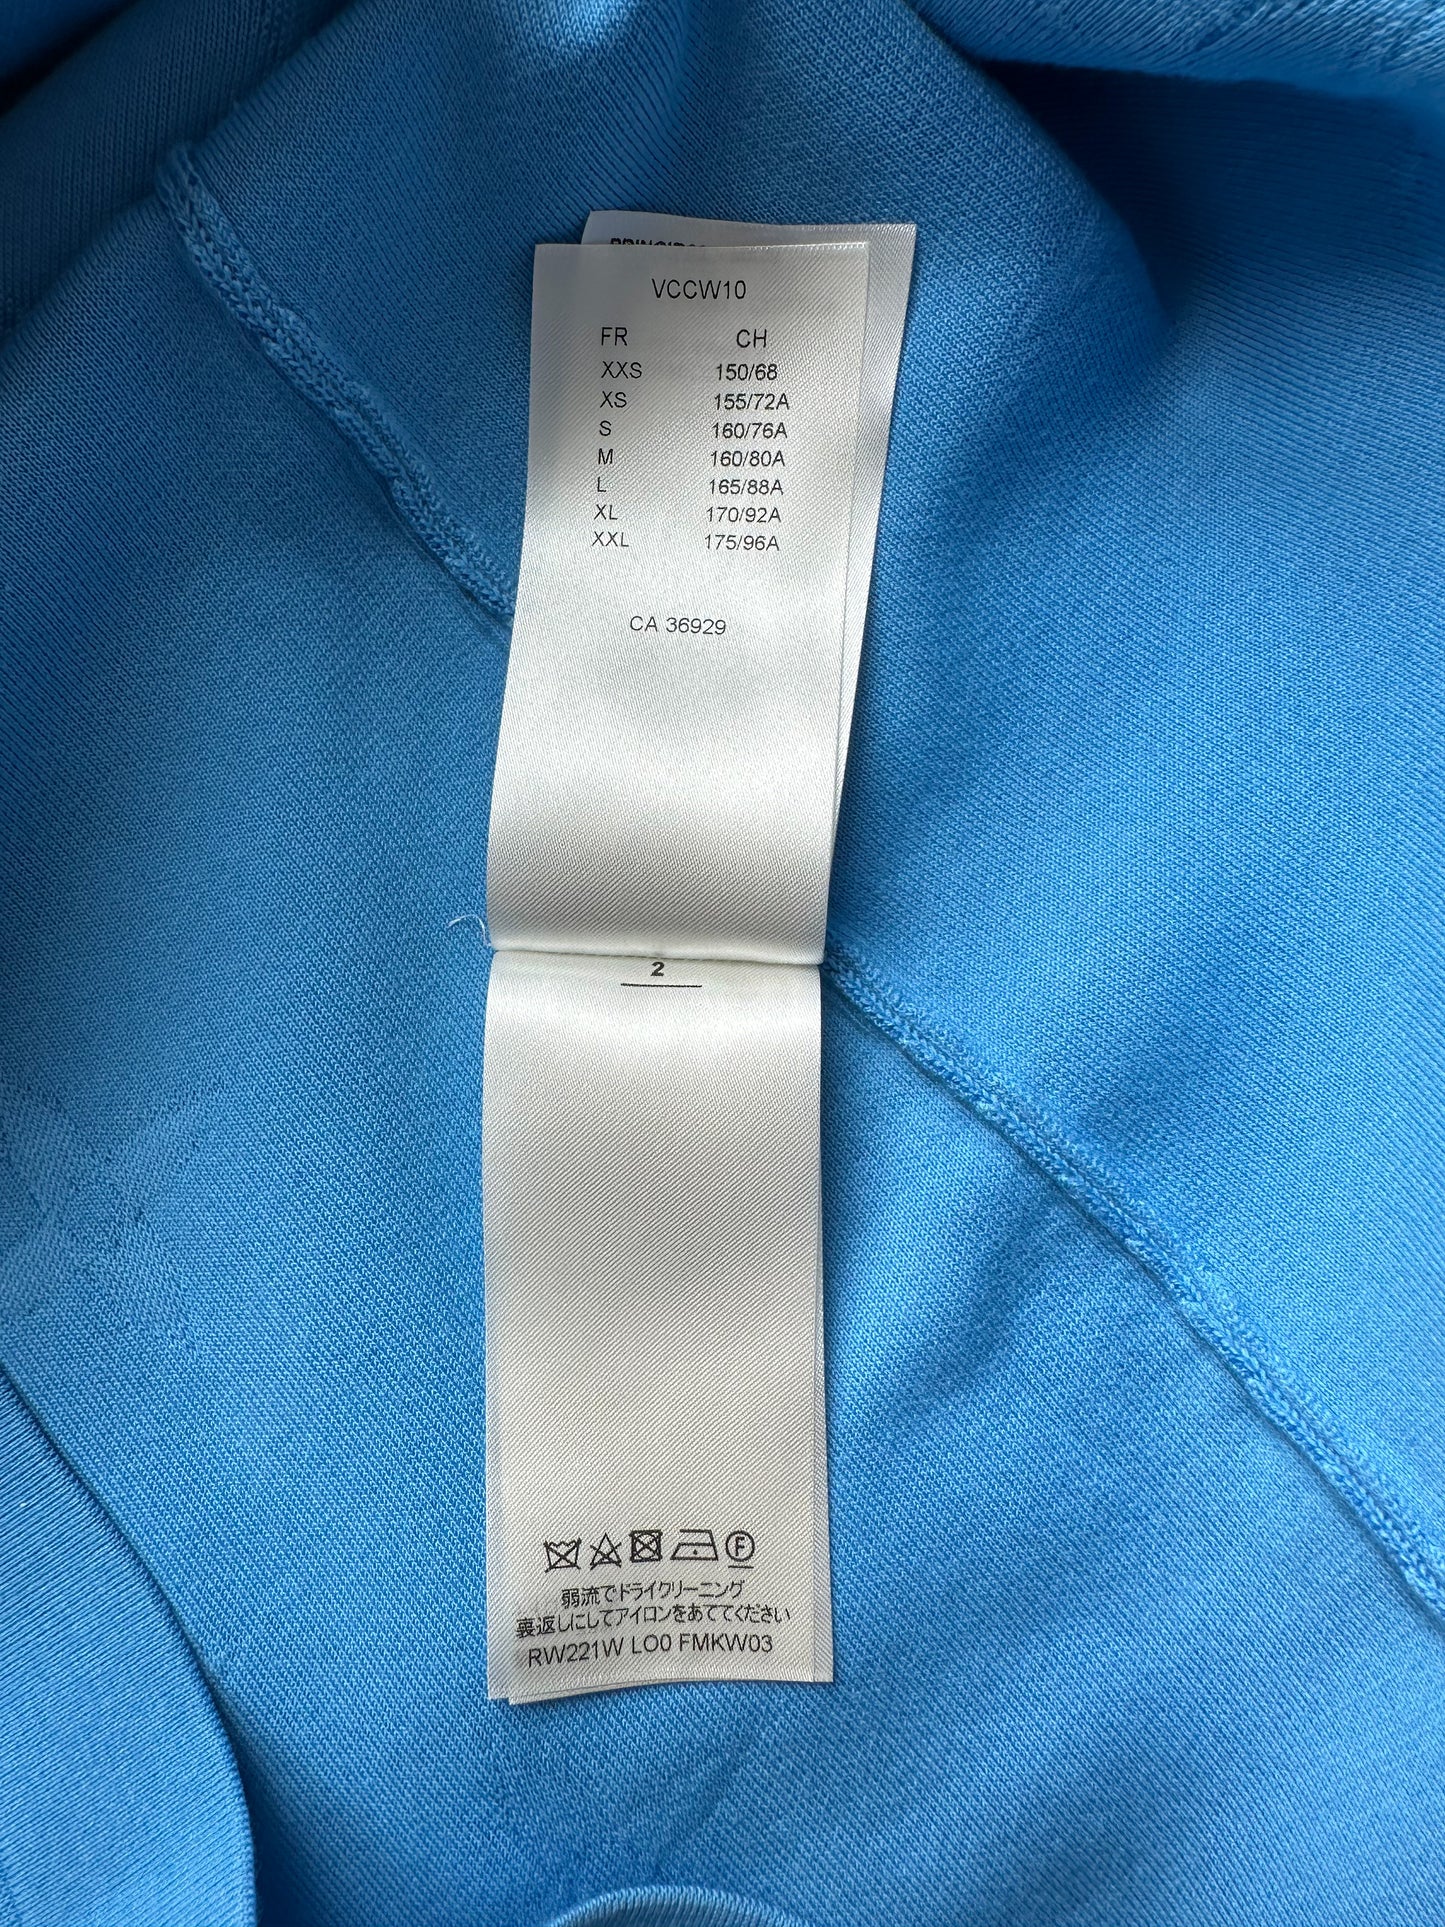 VCCW10
FR CH
XXS 150/68
XS 155/72A
S 160/76A
M 160/80A
L 165/88A
XL 170/92A
XXL 175/96A
CA 36929
2
F
弱流でドライクリーニング
裏返しにしてアイロンをあててください
RW221W LO0 FMKW03